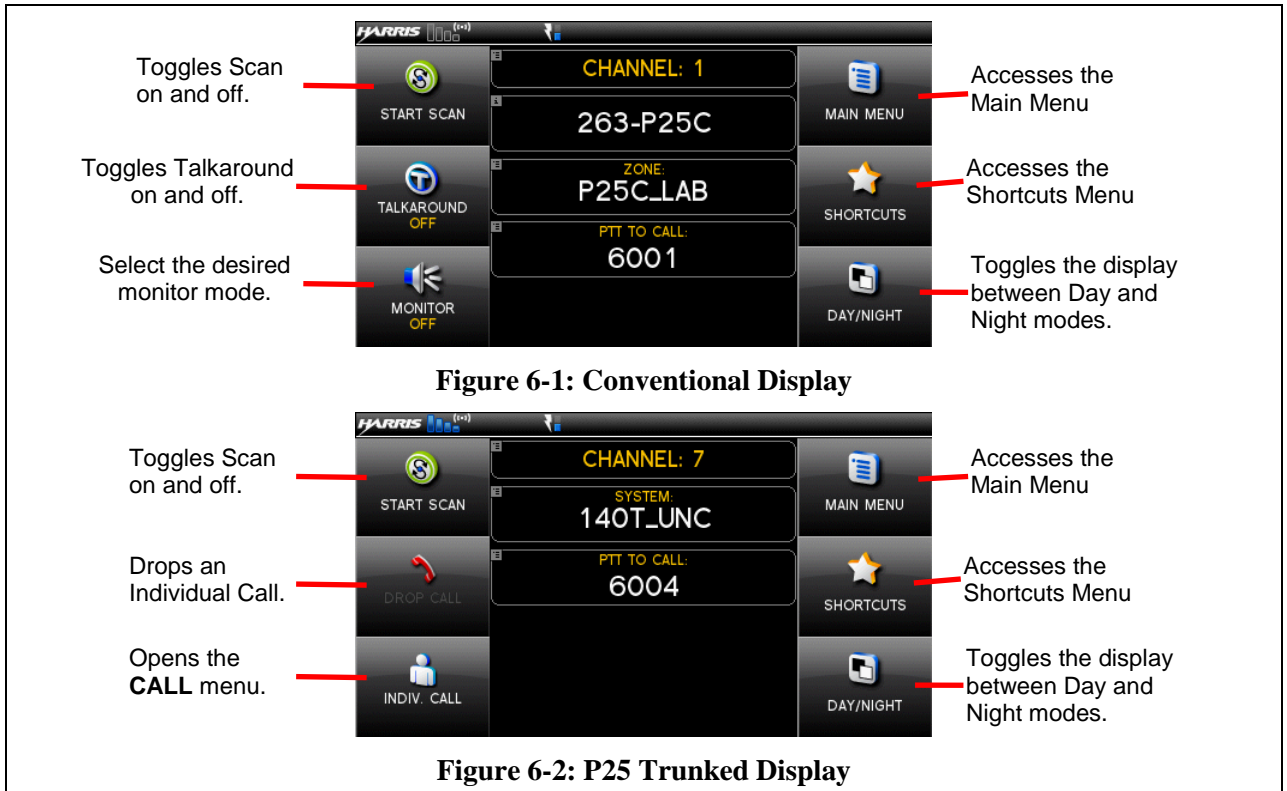 HARRIS
Toggles Scan
on and off.
START SCAN
CHANNEL: 1
MAIN MENU
Accesses the
Main Menu
263-P25C
Toggles Talkaround
on and off.
TALKAROUND
OFF
ZONE:
P25C_LAB
SHORTCUTS
Accesses the
Shortcuts Menu
PTT TO CALL:
6001
Select the desired
monitor mode.
MONITOR
OFF
DAY/NIGHT
Toggles the display
between Day and
Night modes.
Figure 6-1: Conventional Display
HARRIS
Toggles Scan
on and off.
START SCAN
CHANNEL: 7
MAIN MENU
Accesses the
Main Menu
SYSTEM:
140T_UNC
Drops an
Individual Call.
DROP CALL
PTT TO CALL:
6004
SHORTCUTS
Accesses the
Shortcuts Menu
Opens the
CALL menu.
INDIV. CALL
DAY/NIGHT
Toggles the display
between Day and
Night modes.
Figure 6-2: P25 Trunked Display